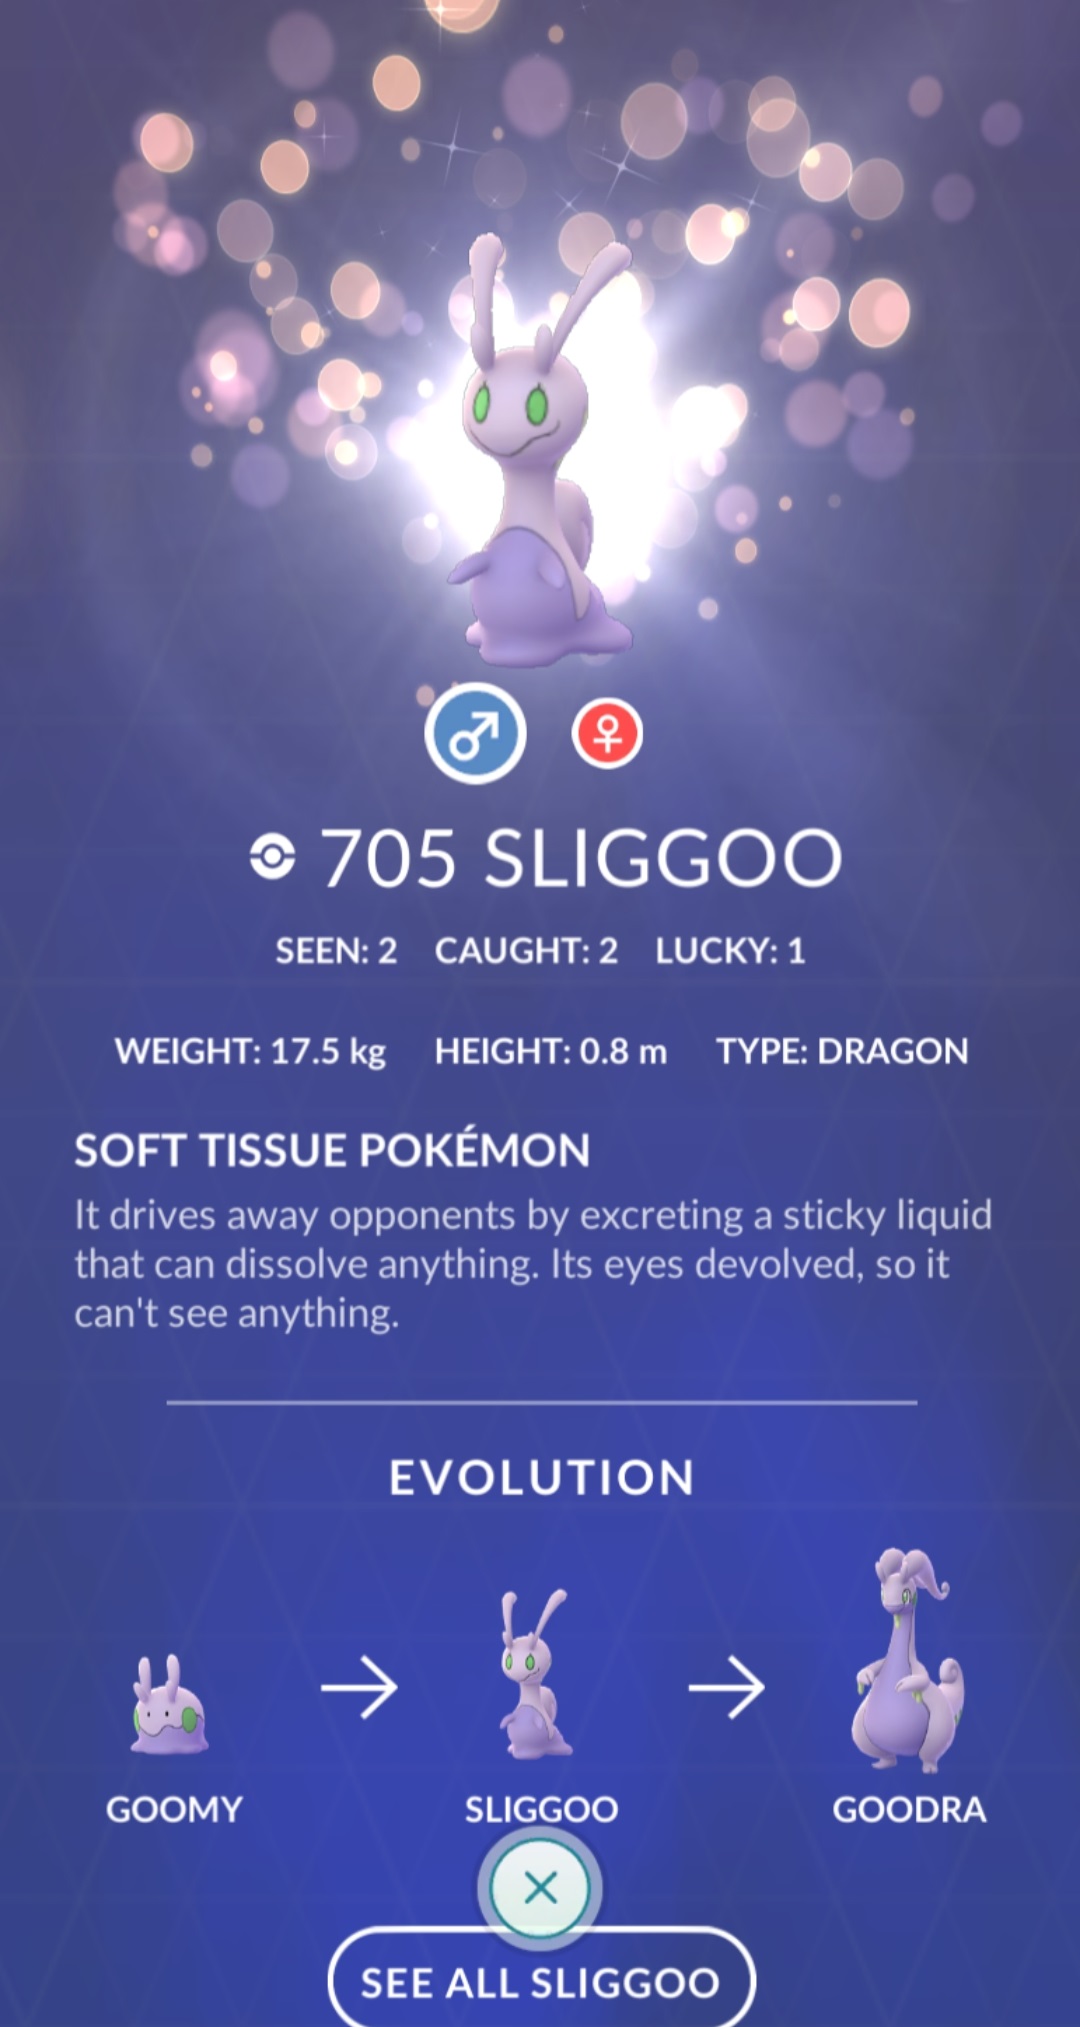 705 SLIGGOO
SEEN: 2 CAUGHT: 2 LUCKY: 1
WEIGHT: 17.5 kg HEIGHT: 0.8 m TYPE: DRAGON
SOFT TISSUE POKÉMON
It drives away opponents by excreting a sticky liquid
that can dissolve anything. Its eyes devolved, so it
can't see anything.
EVOLUTION
GOOMY SLIGGOO GOODRA
SEE ALL SLIGGOO